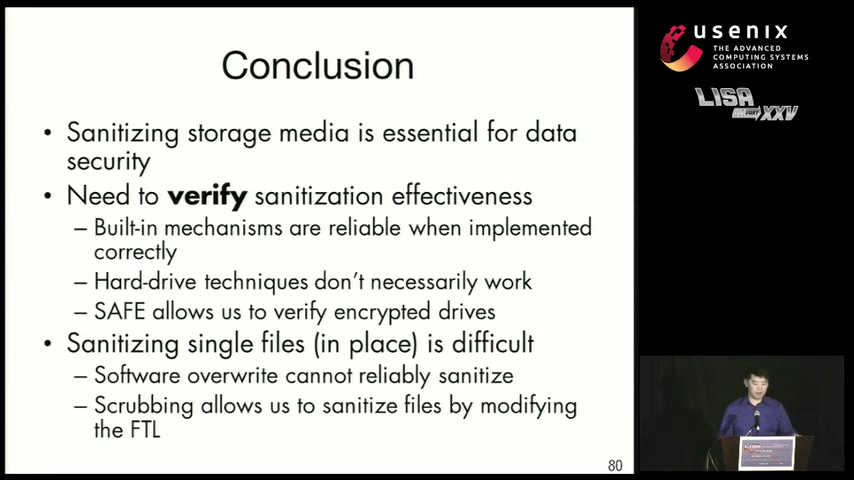 Conclusion
• Sanitizing storage media is essential for data
security
• Need to verify sanitization effectiveness
– Built-in mechanisms are reliable when implemented
correctly
– Hard-drive techniques don't necessarily work
– SAFE allows us to verify encrypted drives
• Sanitizing single files (in place) is difficult
– Software overwrite cannot reliably sanitize
– Scrubbing allows us to sanitize files by modifying
the FTL
80
usenix
THE ADVANCED
COMPUTING SYSTEMS
ASSOCIATION
LISA
XXV